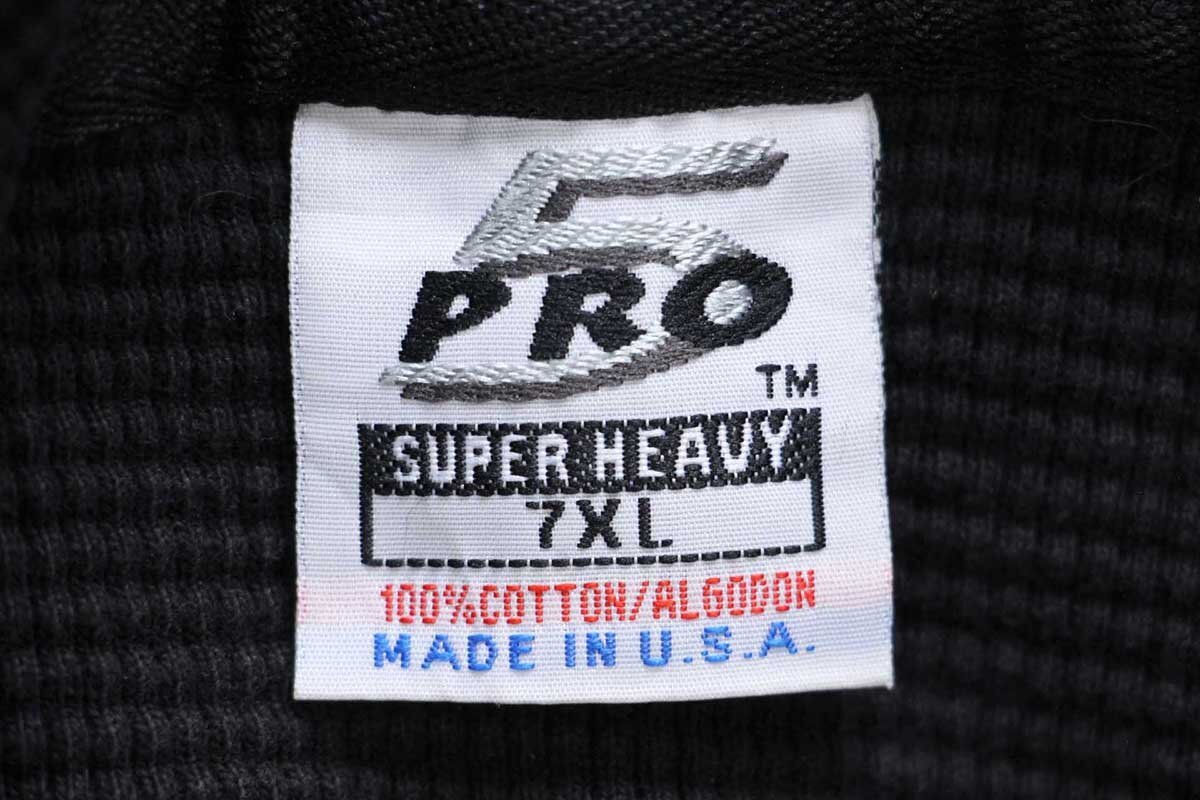 5
PRO
TM
SUPER HEAVY
7XL
100%COTTON/ALGODON
MADE IN U.S.A.